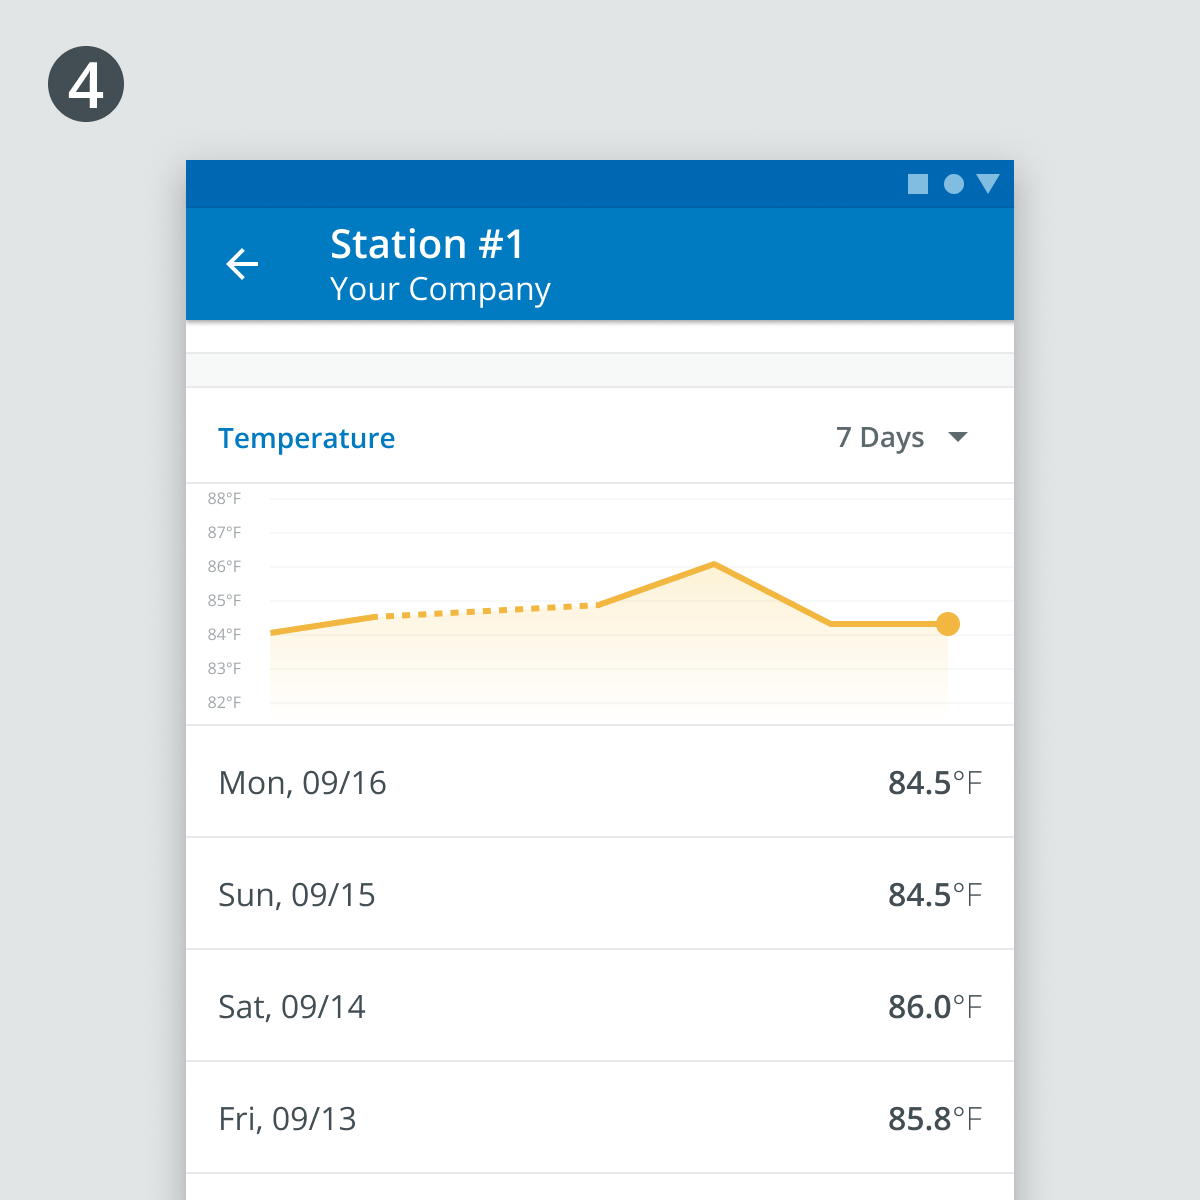 4
Station #1
Your Company
Temperature
7 Days
88°F
87°F
86°F
85°F
84°F
83°F
82°F
Mon, 09/16 84.5°F
Sun, 09/15 84.5°F
Sat, 09/14 86.0°F
Fri, 09/13 85.8°F